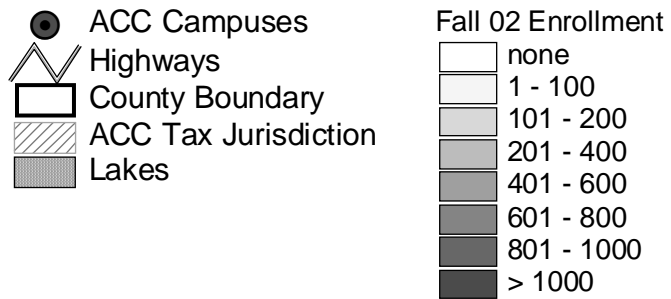 ACC Campuses
Highways
County Boundary
ACC Tax Jurisdiction
Lakes
Fall 02 Enrollment
none
1 - 100
101 - 200
201 - 400
401 - 600
601 - 800
801 - 1000
> 1000